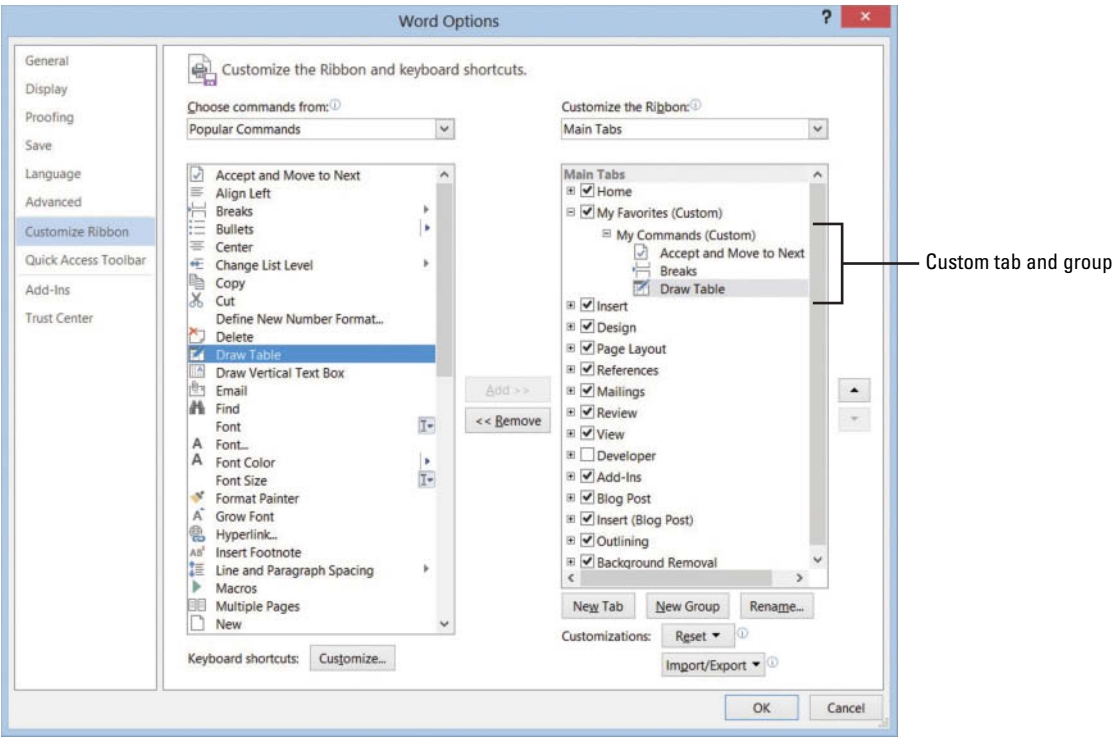 Word Options
?
General
Display
Proofing
Save
Language
Advanced
Customize Ribbon
Quick Access Toolbar
Add-Ins
Trust Center
Customize the Ribbon and keyboard shortcuts.
Choose commands from:
Popular Commands
Accept and Move to Next
Align Left
Breaks
Bullets
Center
Change List Level
Copy
Cut
Define New Number Format...
Delete
Draw Table
Draw Vertical Text Box
Email
Find
Font
Font...
Font Color
Font Size
Format Painter
Grow Font
Hyperlink...
Insert Footnote
Line and Paragraph Spacing
Macros
Multiple Pages
New
Keyboard shortcuts: Customize...
Add >>
<< Remove
Customize the Ribbon:
Main Tabs
Main Tabs
Home
My Favorites (Custom)
My Commands (Custom)
Accept and Move to Next
Breaks
Draw Table
Insert
Design
Page Layout
References
Mailings
Review
View
Developer
Add-Ins
Blog Post
Insert (Blog Post)
Outlining
Background Removal
New Tab New Group Rename...
Customizations: Reset
Import/Export
OK Cancel
Custom tab and group